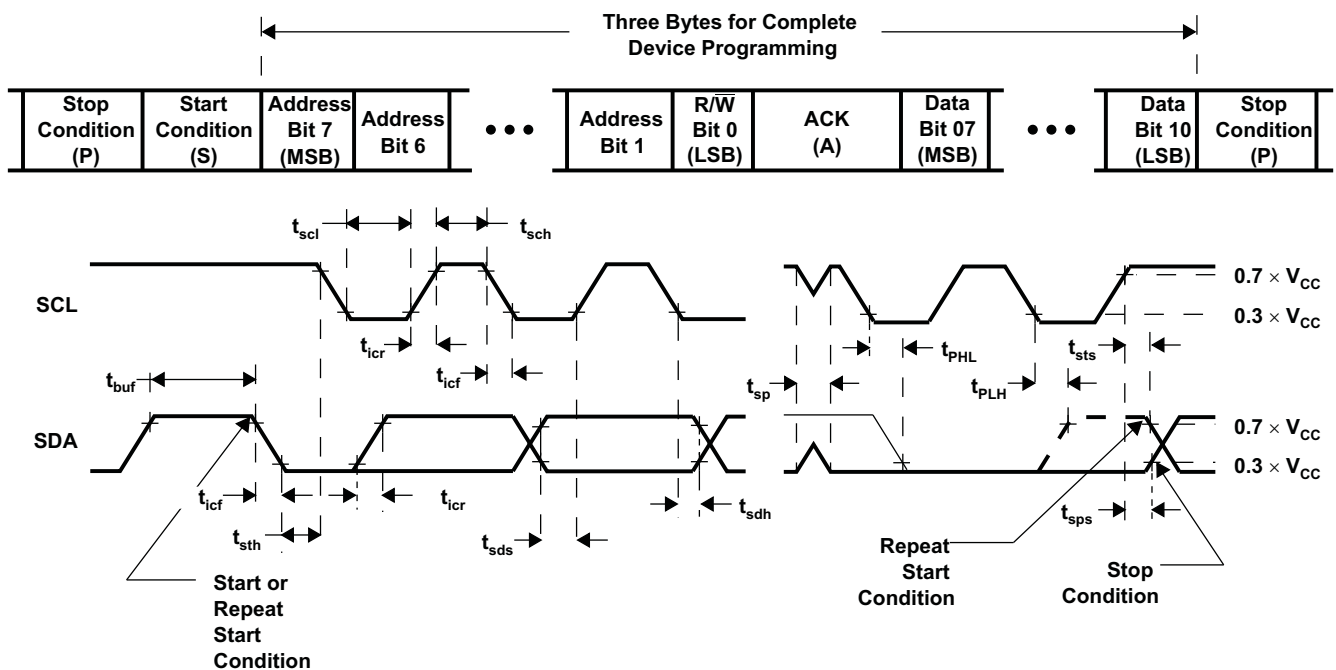 Three Bytes for Complete
Device Programming
Stop
Condition
(P)
Start
Condition
(S)
Address
Bit 7
(MSB)
Address
Bit 6
•••
Address
Bit 1
R/W̅
Bit 0
(LSB)
ACK
(A)
Data
Bit 07
(MSB)
•••
Data
Bit 10
(LSB)
Stop
Condition
(P)
tscl
tsch
SCL
0.7 × VCC
0.3 × VCC
ticr
ticf
tPHL
tsts
tbuf
tsp
tPLH
SDA
0.7 × VCC
0.3 × VCC
ticf
ticr
tsdh
tsps
tsth
tsds
Start or
Repeat
Start
Condition
Repeat
Start
Condition
Stop
Condition